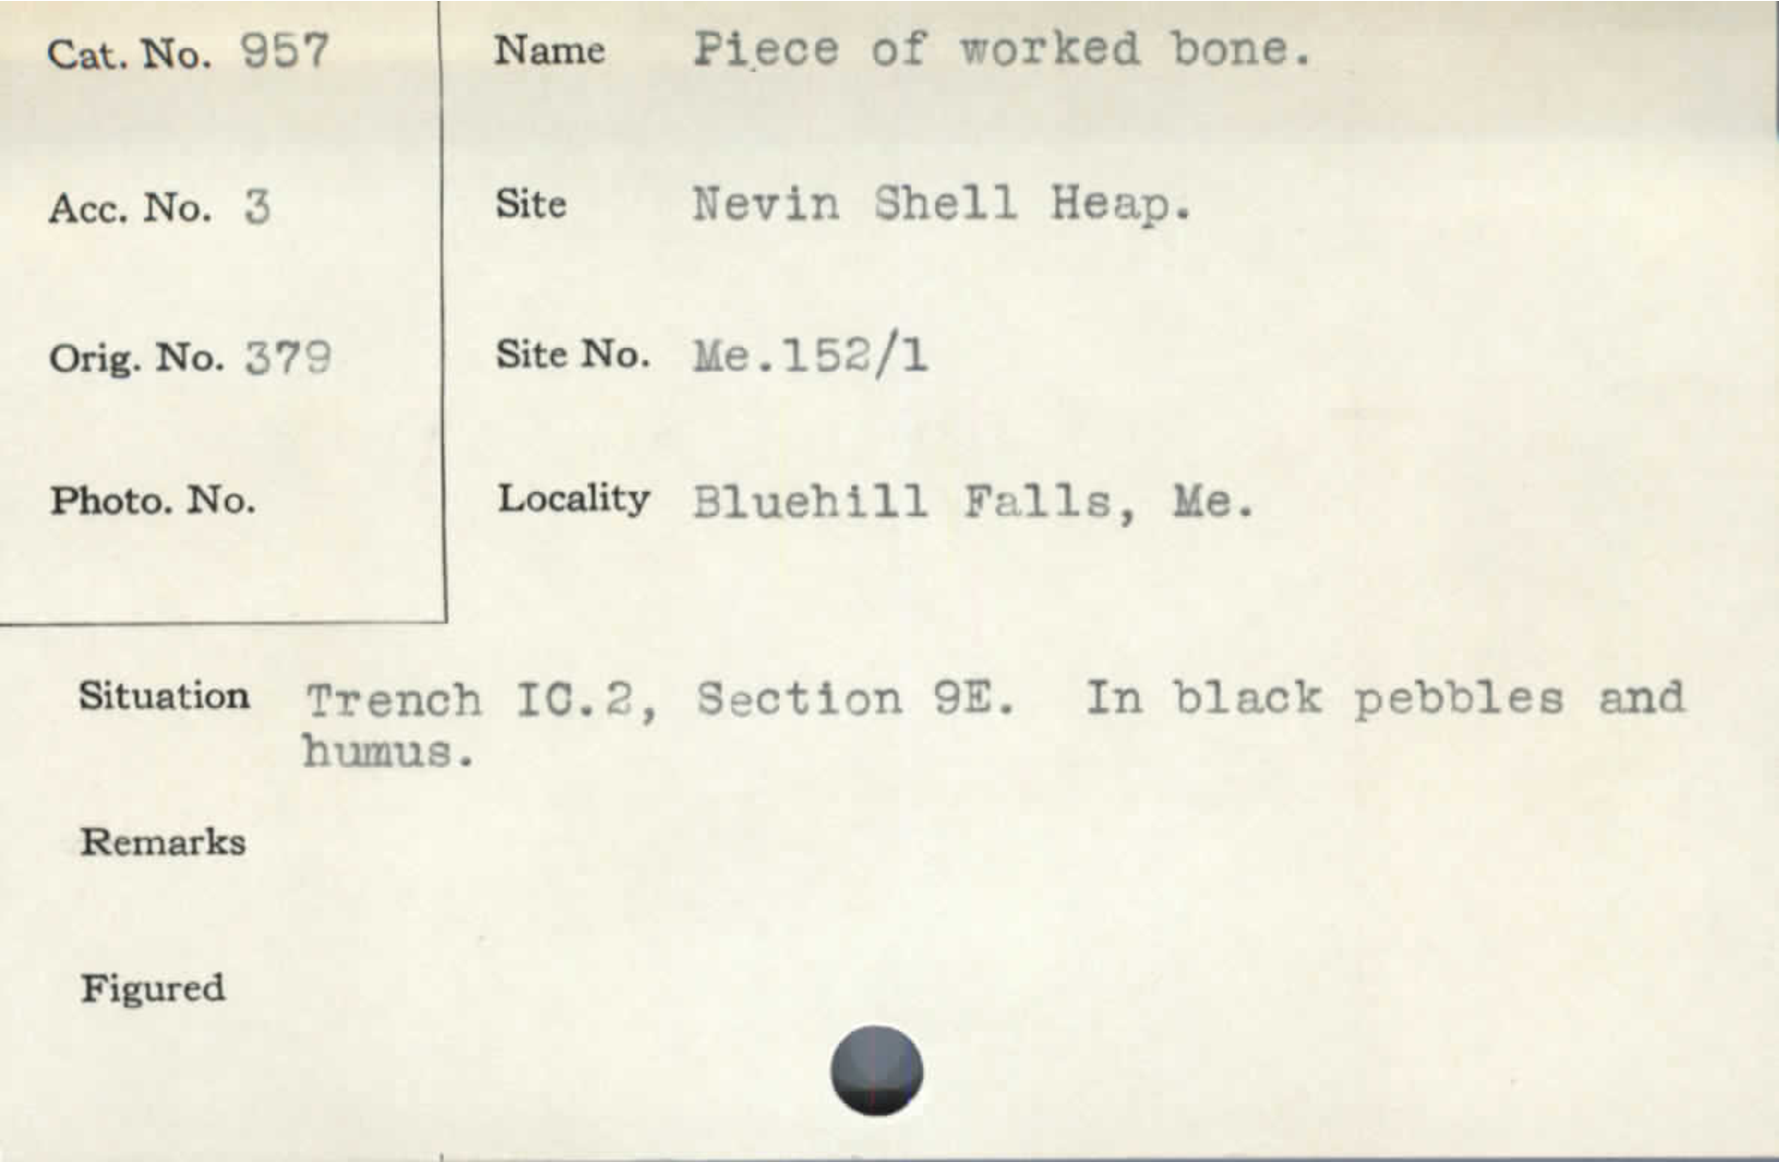 Cat. No. 957
Name Piece of worked bone.
Acc. No. 3
Site Nevin Shell Heap.
Orig. No. 379
Site No. Me.152/1
Photo. No.
Locality Bluehill Falls, Me.
Situation Trench IC.2, Section 9E. In black pebbles and
humus.
Remarks
Figured